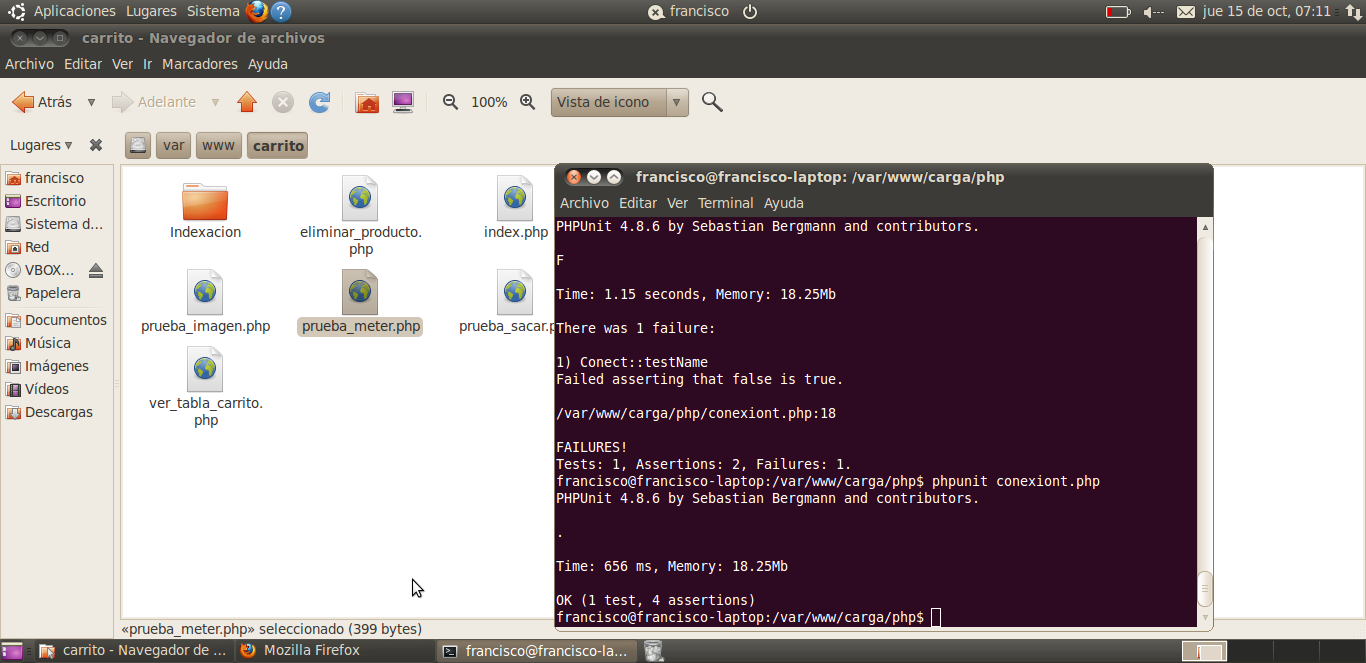 Aplicaciones Lugares Sistema
francisco
jue 15 de oct, 07:11
carrito - Navegador de archivos
Archivo Editar Ver Ir Marcadores Ayuda
Atrás Adelante 100% Vista de icono
Lugares
var www carrito
francisco
Escritorio
Sistema d...
Red
VBOX...
Papelera
Documentos
Música
Imágenes
Vídeos
Descargas
Indexacion
eliminar_producto.
php
index.php
prueba_imagen.php
prueba_meter.php
prueba_sacar.p
ver_tabla_carrito.
php
«prueba_meter.php» seleccionado (399 bytes)
francisco@francisco-laptop: /var/www/carga/php
Archivo Editar Ver Terminal Ayuda
PHPUnit 4.8.6 by Sebastian Bergmann and contributors.
F
Time: 1.15 seconds, Memory: 18.25Mb
There was 1 failure:
1) Conect::testName
Failed asserting that false is true.
/var/www/carga/php/conexiont.php:18
FAILURES!
Tests: 1, Assertions: 2, Failures: 1.
francisco@francisco-laptop:/var/www/carga/php$ phpunit conexiont.php
PHPUnit 4.8.6 by Sebastian Bergmann and contributors.
.
Time: 656 ms, Memory: 18.25Mb
OK (1 test, 4 assertions)
francisco@francisco-laptop:/var/www/carga/php$
carrito - Navegador de ...
Mozilla Firefox
francisco@francisco-la...